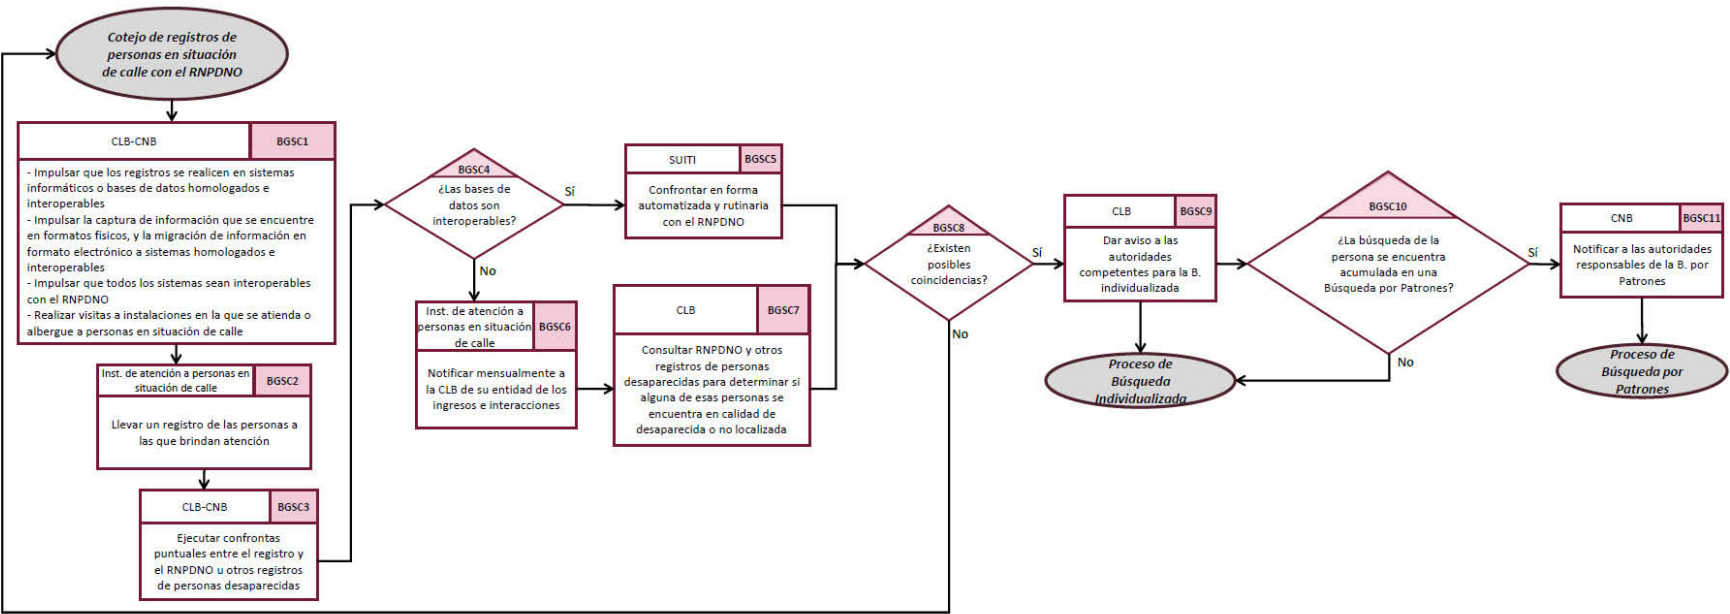 Cotejo de registros de
personas en situación
de calle con el RNPDNO
CLB-CNB
BGSC1
- Impulsar que los registros se realicen en sistemas
informáticos o bases de datos homologados e
interoperables
- Impulsar la captura de información que se encuentre
en formatos físicos, y la migración de información en
formato electrónico a sistemas homologados e
interoperables
- Impulsar que todos los sistemas sean interoperables
con el RNPDNO
- Realizar visitas a instalaciones en la que se atienda o
albergue a personas en situación de calle
Inst. de atención a personas en
situación de calle
BGSC2
Llevar un registro de las personas a
las que brindan atención
CLB-CNB
BGSC3
Ejecutar confrontas
puntuales entre el registro y
el RNPDNO u otros registros
de personas desaparecidas
BGSC4
¿Las bases de
datos son
interoperables?
Sí
No
SUITI
BGSC5
Confrontar en forma
automatizada y rutinaria
con el RNPDNO
Inst. de atención a
personas en situación
de calle
BGSC6
Notificar mensualmente a
la CLB de su entidad de los
ingresos e interacciones
CLB
BGSC7
Consultar RNPDNO y otros
registros de personas
desaparecidas para determinar si
alguna de esas personas se
encuentra en calidad de
desaparecida o no localizada
BGSC8
¿Existen
posibles
coincidencias?
Sí
No
CLB
BGSC9
Dar aviso a las
autoridades
competentes para la B.
individualizada
Proceso de
Búsqueda
Individualizada
BGSC10
¿La búsqueda de la
persona se encuentra
acumulada en una
Búsqueda por Patrones?
Sí
No
CNB
BGSC11
Notificar a las autoridades
responsables de la B. por
Patrones
Proceso de
Búsqueda por
Patrones